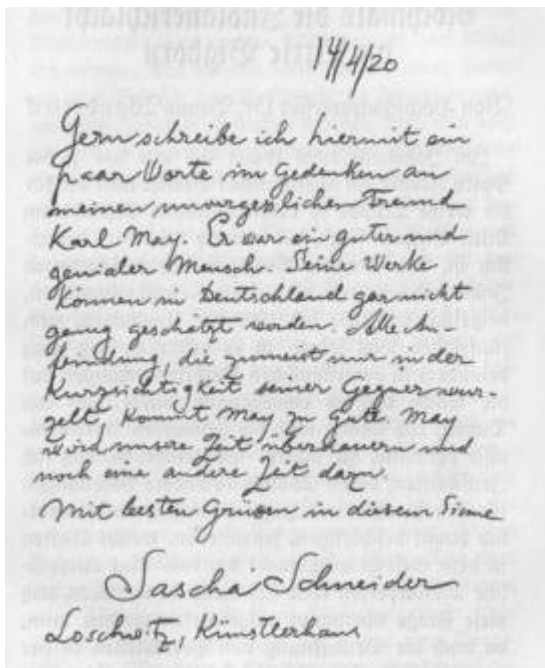 14/4/20
Gern schreibe ich hiermit ein
paar Worte im Gedenken an
meinen unvergesslichen Freund
Karl May. Er war ein guter und
genialer Mensch. Seine Werke
können in Deutschland gar nicht
genug geschätzt werden. Alle An-
feindung, die zumeist nur in der
Kurzsichtigkeit seiner Gegner wur-
zelt, kommt May zu gute. May
wird unsere Zeit überdauern und
noch eine andere Zeit dazu.
Mit besten Grüssen in diesem Sinne
Sascha Schneider
Loschwitz, Künstlerhaus